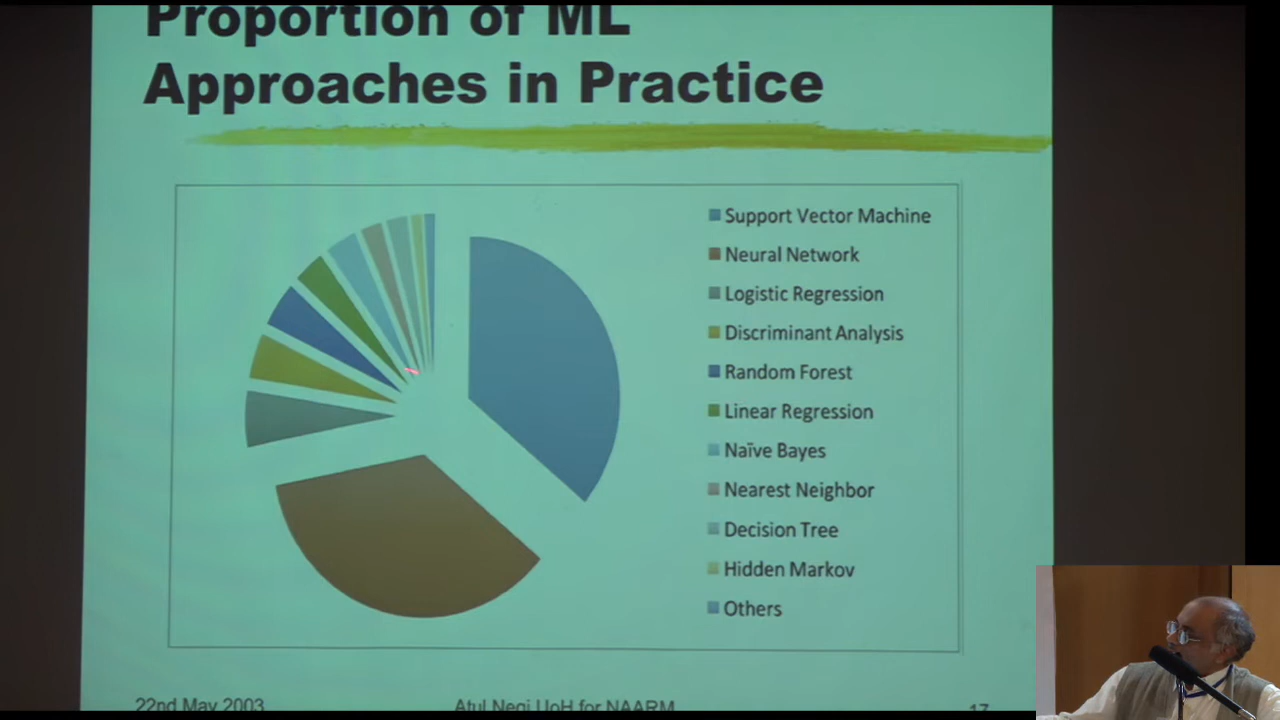 Proportion of ML
Approaches in Practice
Support Vector Machine
Neural Network
Logistic Regression
Discriminant Analysis
Random Forest
Linear Regression
Naïve Bayes
Nearest Neighbor
Decision Tree
Hidden Markov
Others
22nd May 2003
Atul Negi UoH for NAARM
17